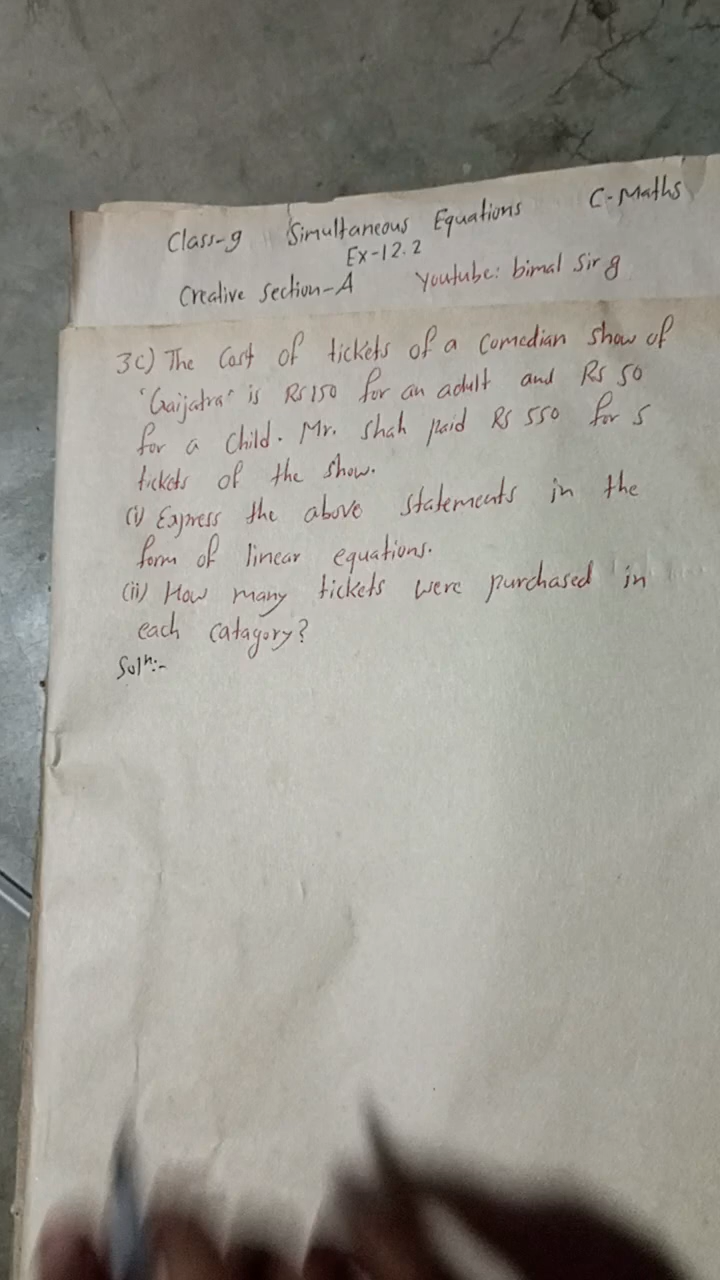 Class-9 Simultaneous Equations C-Maths
Ex-12.2
Creative Section-A Youtube: bimal Sir g
3c) The Cost of tickets of a Comedian Show of
'Gaijatra' is Rs 150 for an adult and Rs 50
for a Child. Mr. Shah paid Rs 550 for 5
tickets of the show.
(i) Express the above statements in the
form of linear equations.
(ii) How many tickets were purchased in
each catagory?
Solⁿ:-